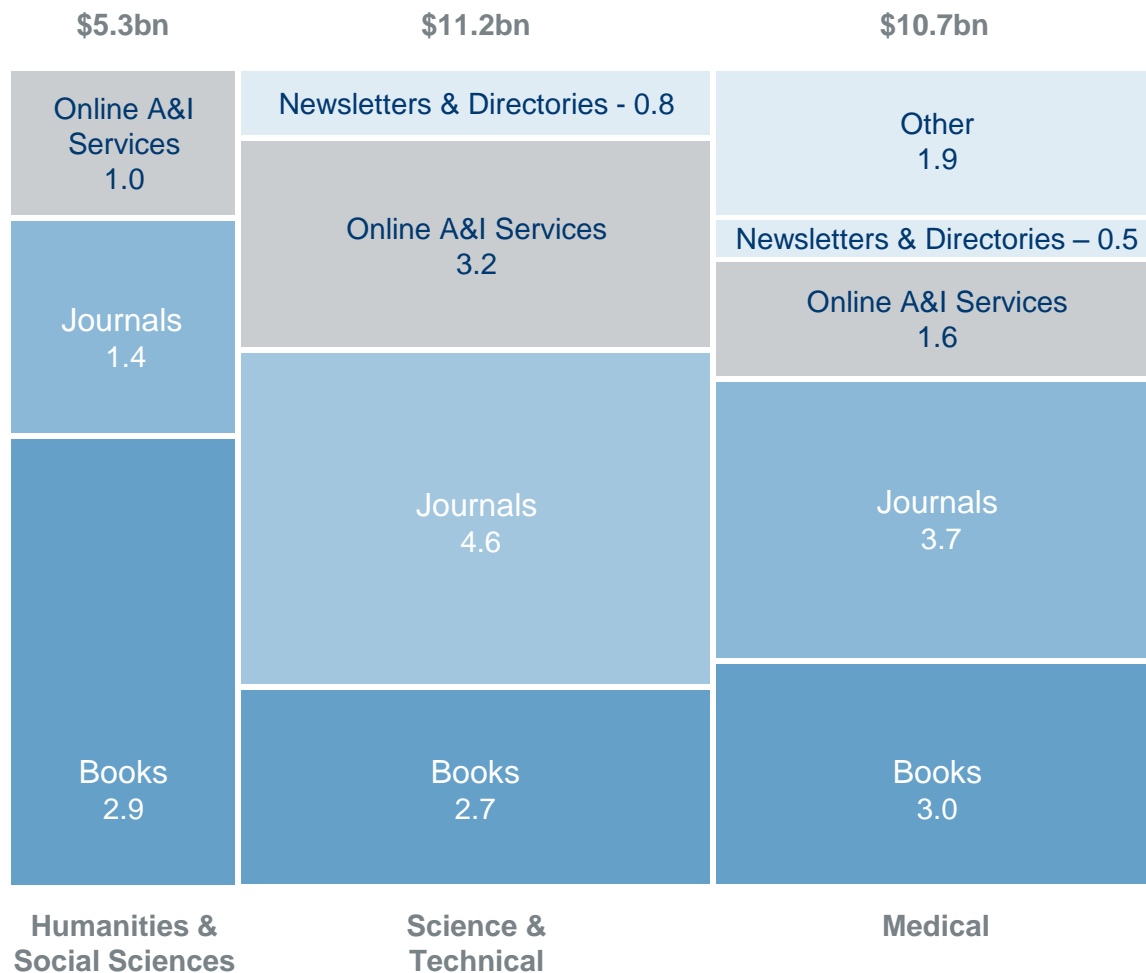 $5.3bn
$11.2bn
$10.7bn
Online A&I
Services
1.0
Journals
1.4
Books
2.9
Newsletters & Directories - 0.8
Online A&I Services
3.2
Journals
4.6
Books
2.7
Other
1.9
Newsletters & Directories – 0.5
Online A&I Services
1.6
Journals
3.7
Books
3.0
Humanities &
Social Sciences
Science &
Technical
Medical